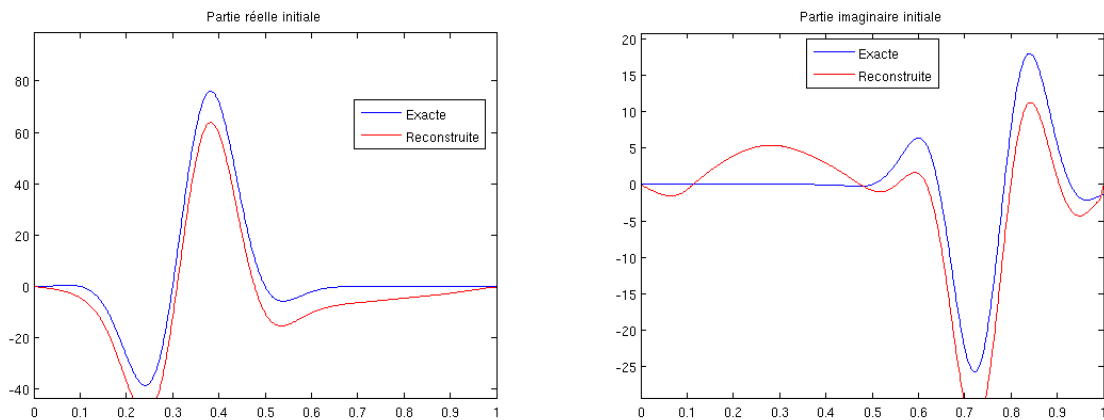 Partie réelle initiale
80
60
40
20
0
-20
-40
0 0.1 0.2 0.3 0.4 0.5 0.6 0.7 0.8 0.9 1
Exacte
Reconstruite
Partie imaginaire initiale
20
15
10
5
0
-5
-10
-15
-20
-25
0 0.1 0.2 0.3 0.4 0.5 0.6 0.7 0.8 0.9 1
Exacte
Reconstruite